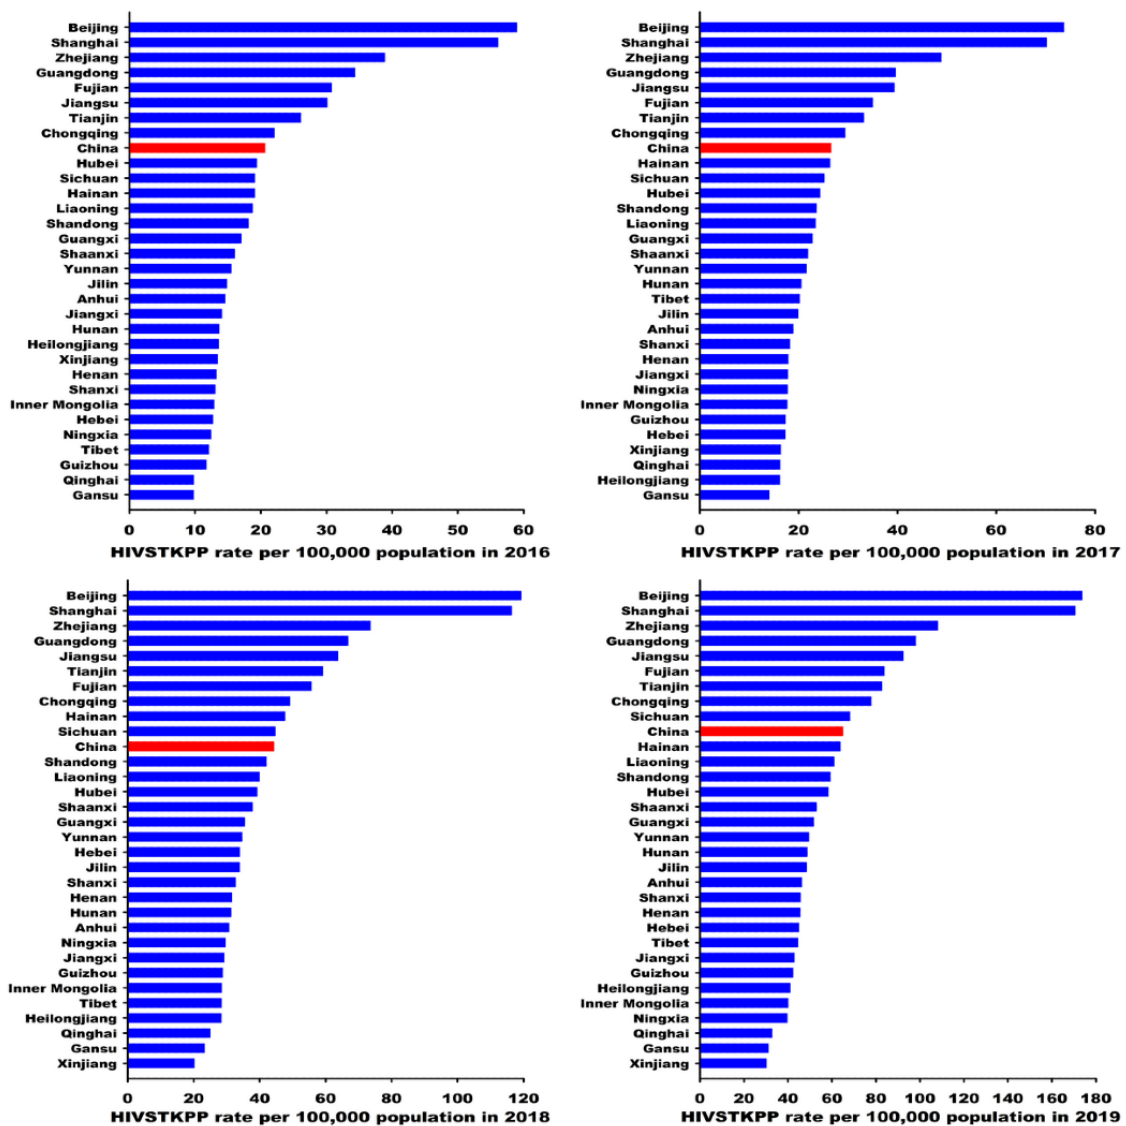 Beijing
Shanghai
Zhejiang
Guangdong
Fujian
Jiangsu
Tianjin
Chongqing
China
Hubei
Sichuan
Hainan
Liaoning
Shandong
Guangxi
Shaanxi
Yunnan
Jilin
Anhui
Jiangxi
Hunan
Heilongjiang
Xinjiang
Henan
Shanxi
Inner Mongolia
Hebei
Ningxia
Tibet
Guizhou
Qinghai
Gansu
0 10 20 30 40 50 60
HIVSTKPP rate per 100,000 population in 2016
Beijing
Shanghai
Zhejiang
Guangdong
Jiangsu
Fujian
Tianjin
Chongqing
China
Hainan
Sichuan
Hubei
Shandong
Liaoning
Guangxi
Shaanxi
Yunnan
Hunan
Tibet
Jilin
Anhui
Shanxi
Henan
Jiangxi
Ningxia
Inner Mongolia
Guizhou
Hebei
Xinjiang
Qinghai
Heilongjiang
Gansu
0 20 40 60 80
HIVSTKPP rate per 100,000 population in 2017
Beijing
Shanghai
Zhejiang
Guangdong
Jiangsu
Tianjin
Fujian
Chongqing
Hainan
Sichuan
China
Shandong
Liaoning
Hubei
Shaanxi
Guangxi
Yunnan
Hebei
Jilin
Shanxi
Henan
Hunan
Anhui
Ningxia
Jiangxi
Guizhou
Inner Mongolia
Tibet
Heilongjiang
Qinghai
Gansu
Xinjiang
0 20 40 60 80 100 120
HIVSTKPP rate per 100,000 population in 2018
Beijing
Shanghai
Zhejiang
Guangdong
Jiangsu
Fujian
Tianjin
Chongqing
Sichuan
China
Hainan
Liaoning
Shandong
Hubei
Shaanxi
Guangxi
Yunnan
Hunan
Jilin
Anhui
Shanxi
Henan
Hebei
Tibet
Jiangxi
Guizhou
Heilongjiang
Inner Mongolia
Ningxia
Qinghai
Gansu
Xinjiang
0 20 40 60 80 100 120 140 160 180
HIVSTKPP rate per 100,000 population in 2019